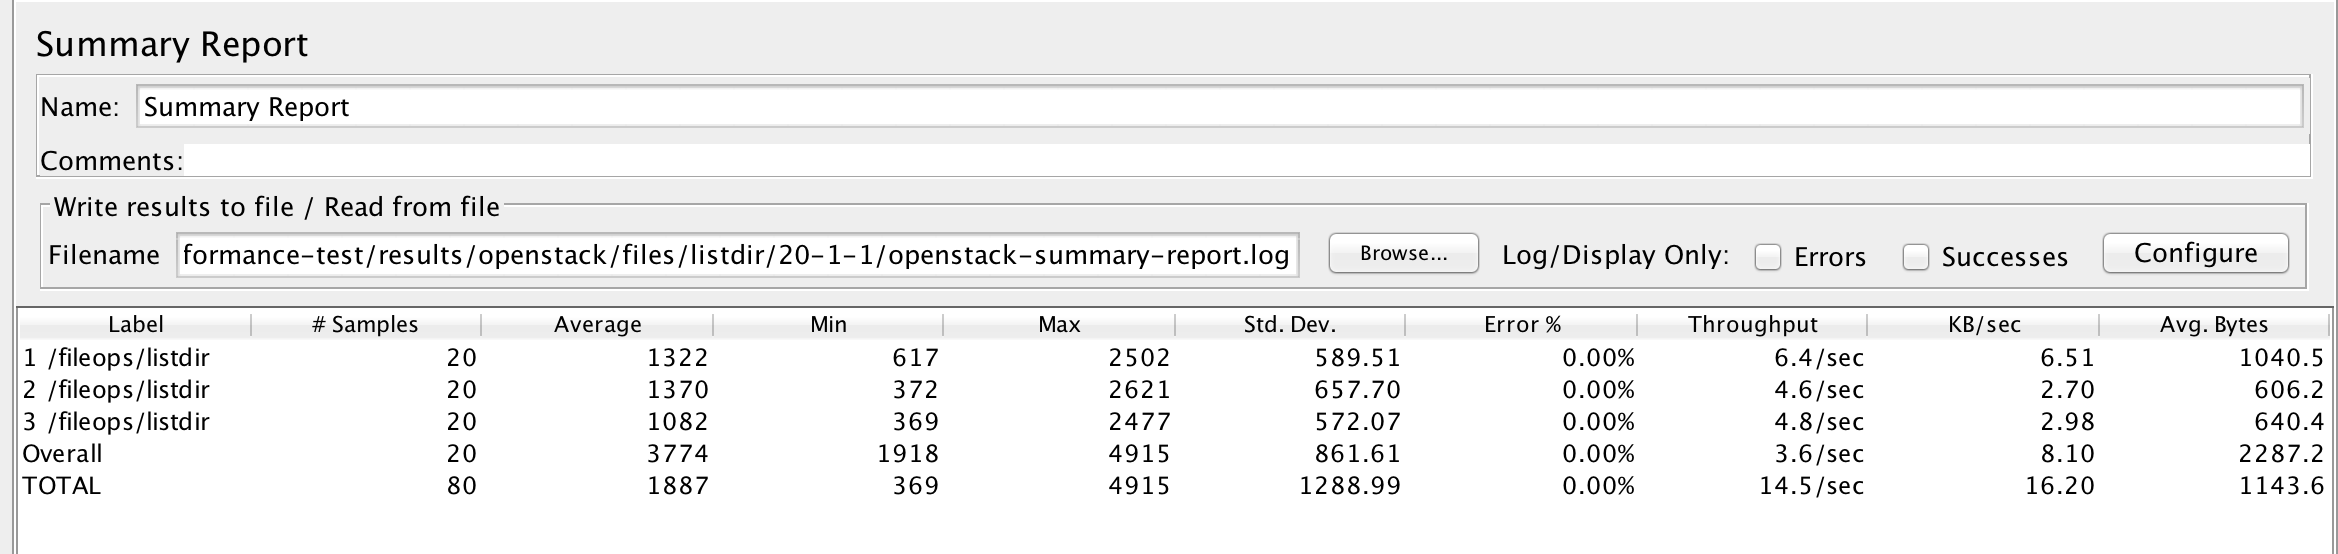 Summary Report
Name: Summary Report
Comments:
Write results to file / Read from file
Filename formance-test/results/openstack/files/listdir/20-1-1/openstack-summary-report.log Browse... Log/Display Only: Errors Successes Configure
Label # Samples Average Min Max Std. Dev. Error % Throughput KB/sec Avg. Bytes
1 /fileops/listdir 20 1322 617 2502 589.51 0.00% 6.4/sec 6.51 1040.5
2 /fileops/listdir 20 1370 372 2621 657.70 0.00% 4.6/sec 2.70 606.2
3 /fileops/listdir 20 1082 369 2477 572.07 0.00% 4.8/sec 2.98 640.4
Overall 20 3774 1918 4915 861.61 0.00% 3.6/sec 8.10 2287.2
TOTAL 80 1887 369 4915 1288.99 0.00% 14.5/sec 16.20 1143.6